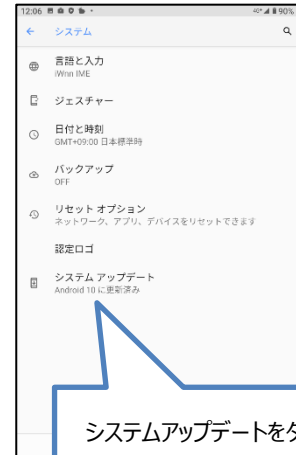 12:06
4G+ 90%
システム
言語と入力
iWnn IME
ジェスチャー
日付と時刻
GMT+09:00 日本標準時
バックアップ
OFF
リセット オプション
ネットワーク、アプリ、デバイスをリセットできます
認定ロゴ
システム アップデート
Android 10 に更新済み
システムアップデートを